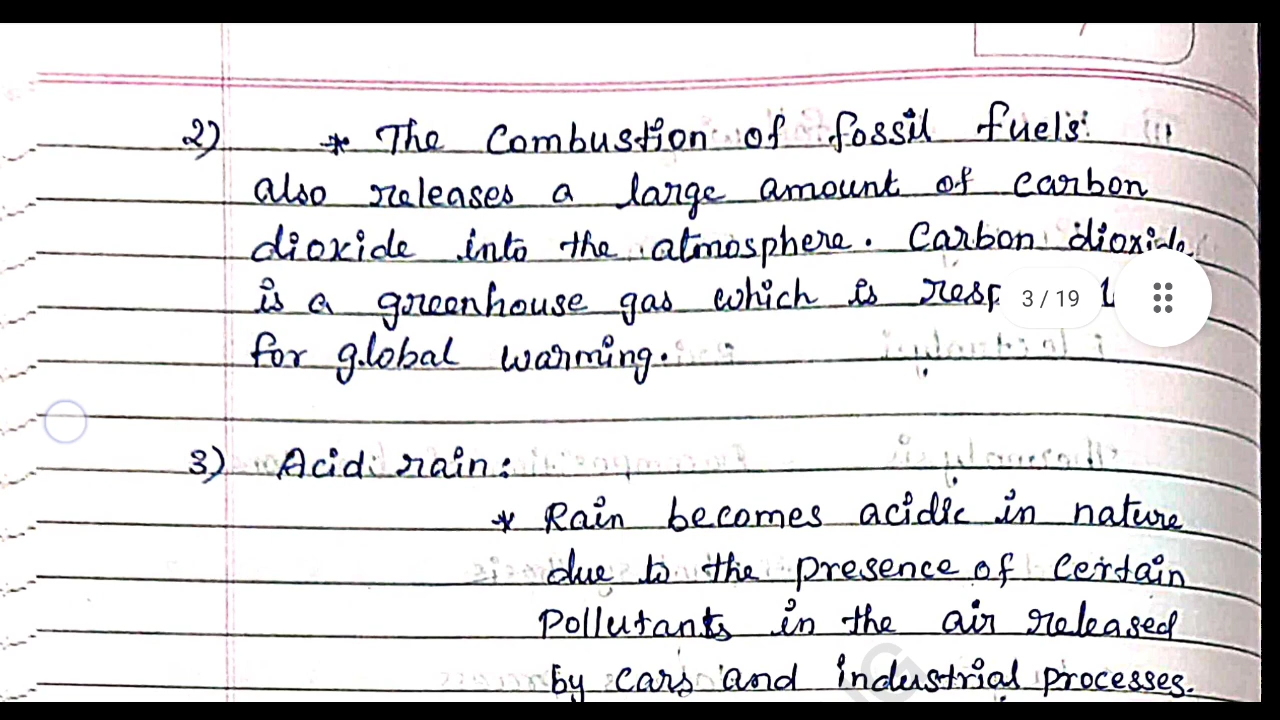 2) * The Combustion of fossil fuels
also releases a large amount of carbon
dioxide into the atmosphere. Carbon
is a greenhouse gas which is
3 / 19
for global warming.
3) Acid rain:
* Rain becomes acidic in nature
due to the presence of Certain
Pollutants in the air released
by cars and industrial processes.